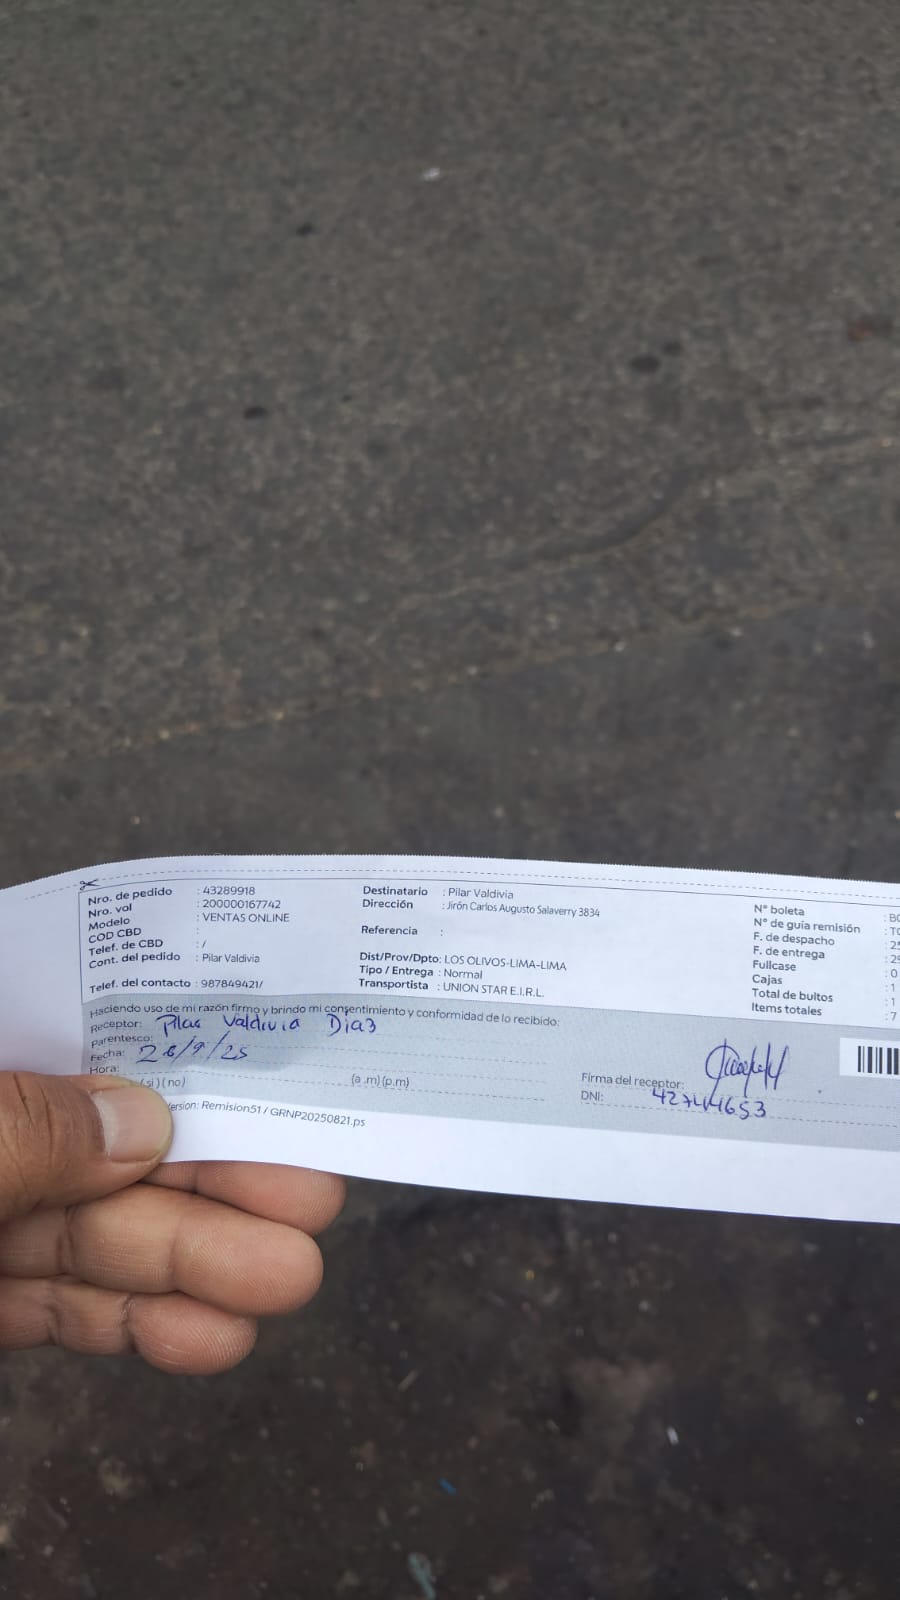 Nro. de pedido : 43289918
Nro. vol : 200000167742
Modelo : VENTAS ONLINE
COD CBD :
Telef. de CBD : /
Cont. del pedido : Pilar Valdivia
Telef. del contacto : 987849421/
Destinatario : Pilar Valdivia
Dirección : Jirón Carlos Augusto Salaverry 3834
Referencia :
Dist/Prov/Dpto: LOS OLIVOS-LIMA-LIMA
Tipo / Entrega : Normal
Transportista : UNION STAR E.I.R.L.
N° boleta
N° de guía remisión
F. de despacho
F. de entrega
Fullcase : 0
Cajas : 1
Total de bultos : 1
Items totales : 7
Haciendo uso de mi razón firmo y brindo mi consentimiento y conformidad de lo recibido:
Receptor: Pilar Valdivia Diaz
Parentesco:
Fecha: 28/9/25
Hora: (a .m) (p.m)
( si ) ( no )
Firma del receptor:
DNI: 42744653
ersion: Remision51 / GRNP20250821.ps